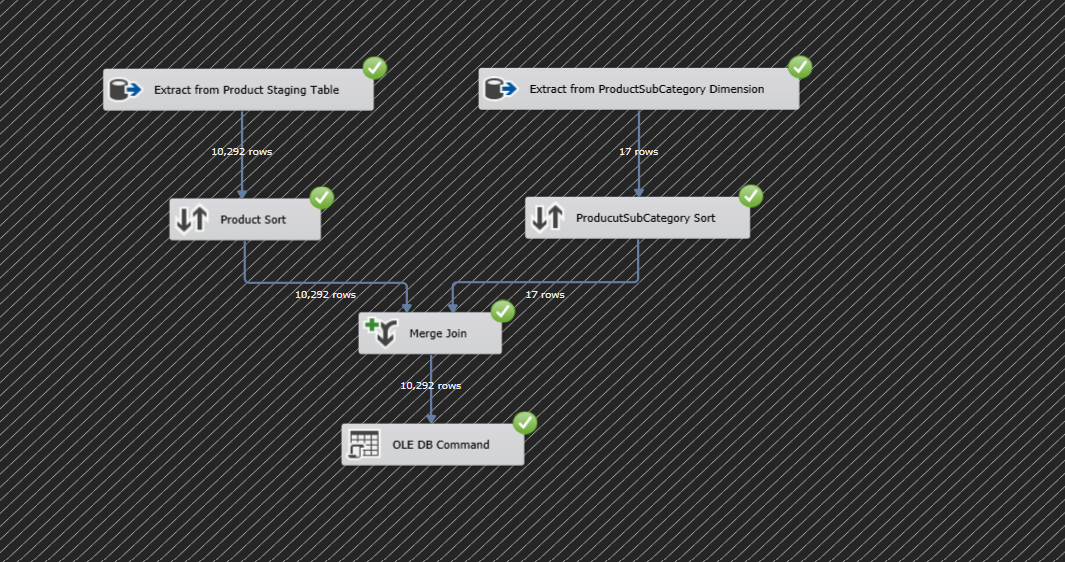 Extract from Product Staging Table
Extract from ProductSubCategory Dimension
10,292 rows
17 rows
Product Sort
ProducutSubCategory Sort
10,292 rows
17 rows
Merge Join
10,292 rows
OLE DB Command